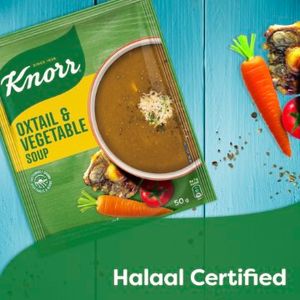 SINCE 1838
Knorr
OXTAIL &
VEGETABLE
SOUP
50 g
Halaal Certified